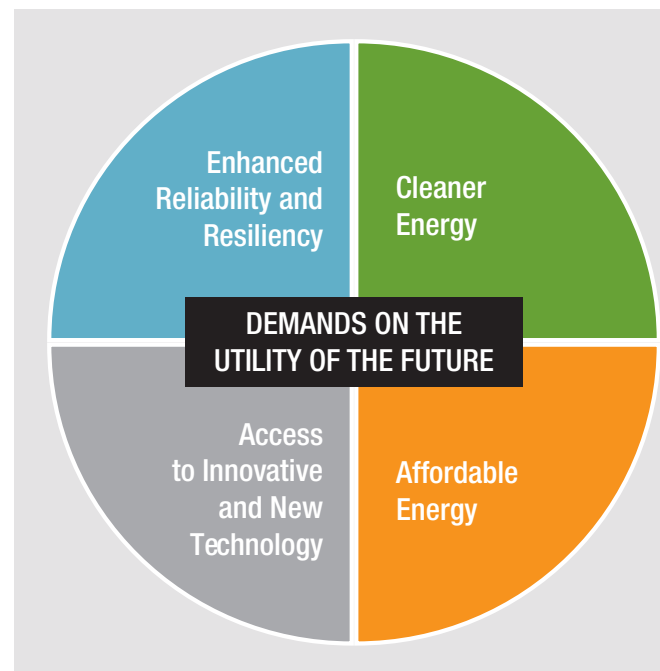 Enhanced
Reliability and
Resiliency
Cleaner
Energy
DEMANDS ON THE
UTILITY OF THE FUTURE
Access
to Innovative
and New
Technology
Affordable
Energy